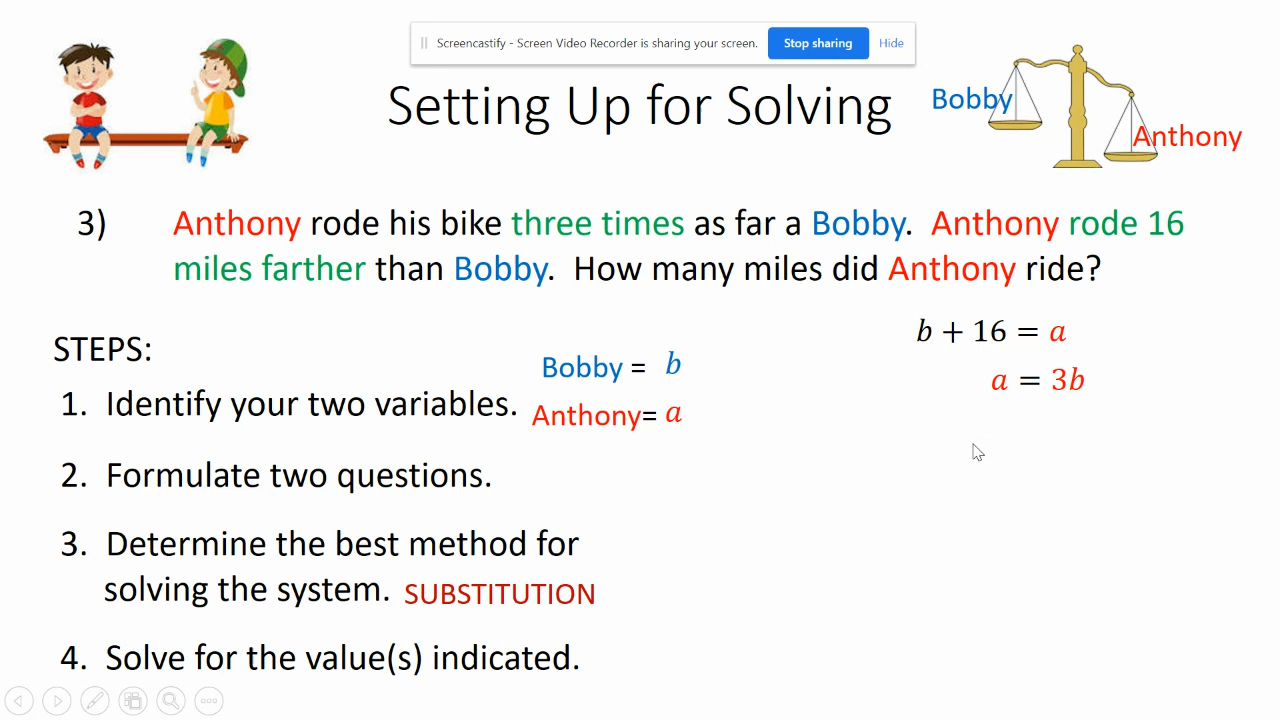 Screencastify - Screen Video Recorder is sharing your screen. Stop sharing Hide
Setting Up for Solving
Bobby
Anthony
3) Anthony rode his bike three times as far a Bobby. Anthony rode 16
miles farther than Bobby. How many miles did Anthony ride?
STEPS:
1. Identify your two variables.
Bobby = b
Anthony= a
b + 16 = a
a = 3b
2. Formulate two questions.
3. Determine the best method for
solving the system. SUBSTITUTION
4. Solve for the value(s) indicated.